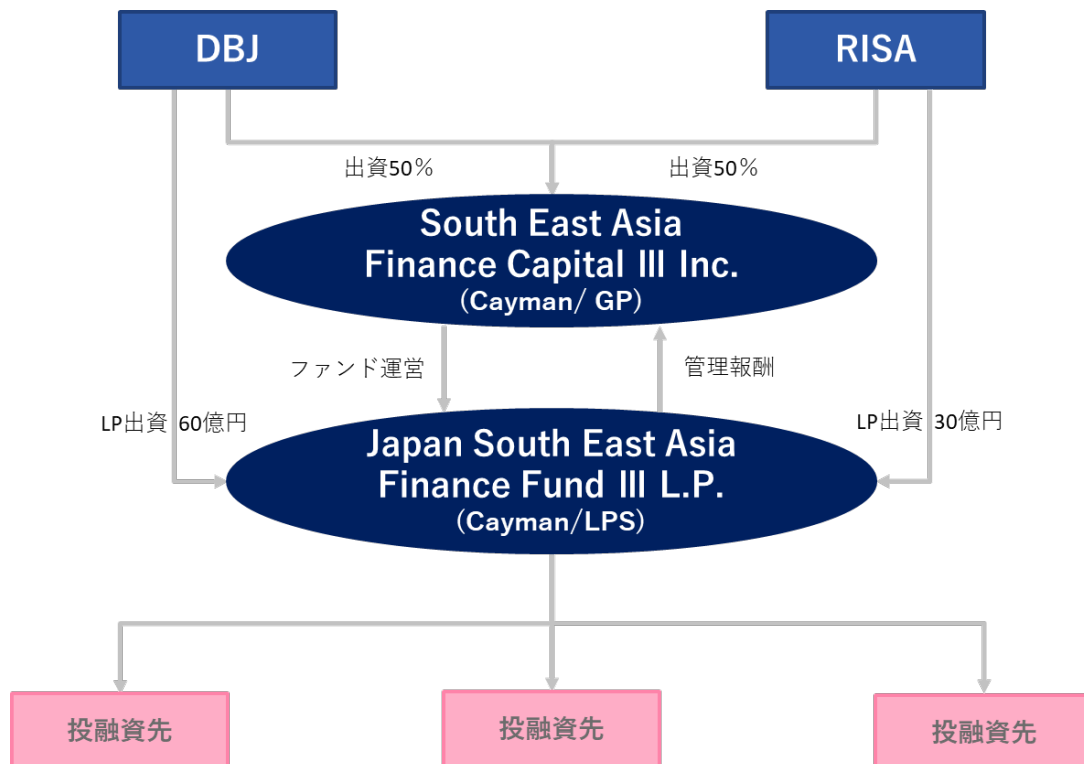 DBJ
RISA
出資50％
出資50％
South East Asia
Finance Capital Ⅲ Inc.
(Cayman/ GP)
ファンド運営
管理報酬
LP出資 60億円
LP出資 30億円
Japan South East Asia
Finance Fund Ⅲ L.P.
(Cayman/LPS)
投融資先
投融資先
投融資先